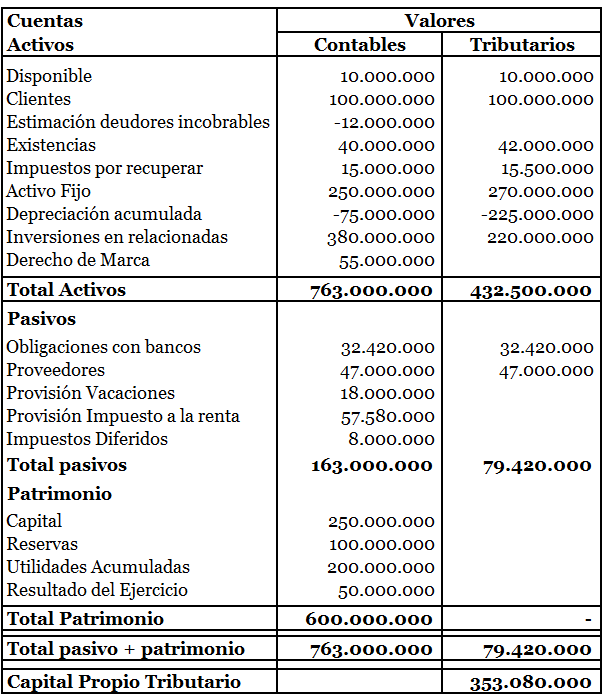 Cuentas Valores
Activos Contables Tributarios
Disponible 10.000.000 10.000.000
Clientes 100.000.000 100.000.000
Estimación deudores incobrables -12.000.000
Existencias 40.000.000 42.000.000
Impuestos por recuperar 15.000.000 15.500.000
Activo Fijo 250.000.000 270.000.000
Depreciación acumulada -75.000.000 -225.000.000
Inversiones en relacionadas 380.000.000 220.000.000
Derecho de Marca 55.000.000
Total Activos 763.000.000 432.500.000
Pasivos
Obligaciones con bancos 32.420.000 32.420.000
Proveedores 47.000.000 47.000.000
Provisión Vacaciones 18.000.000
Provisión Impuesto a la renta 57.580.000
Impuestos Diferidos 8.000.000
Total pasivos 163.000.000 79.420.000
Patrimonio
Capital 250.000.000
Reservas 100.000.000
Utilidades Acumuladas 200.000.000
Resultado del Ejercicio 50.000.000
Total Patrimonio 600.000.000 -
Total pasivo + patrimonio 763.000.000 79.420.000
Capital Propio Tributario 353.080.000